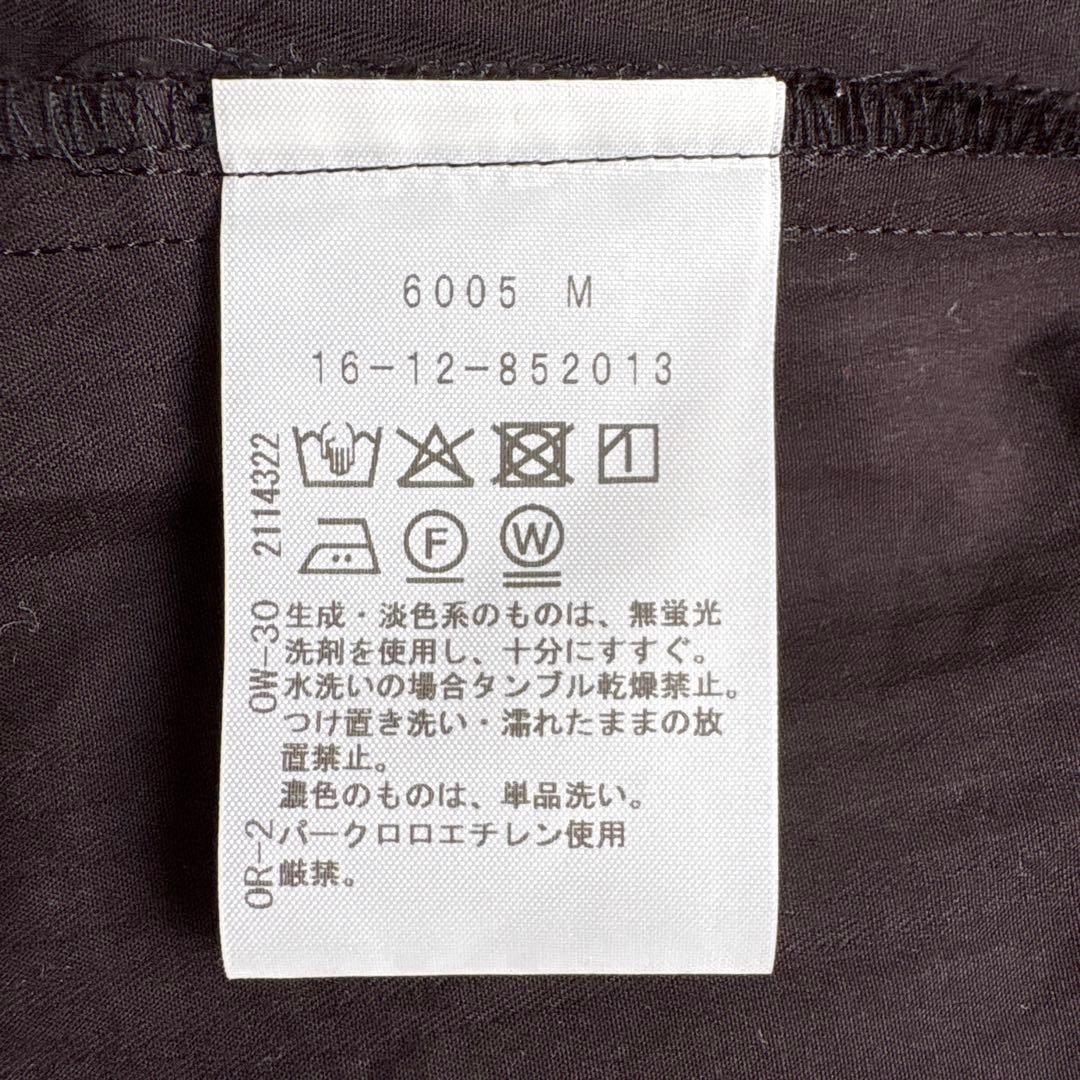 6005 M
16-12-852013
F W
生成・淡色系のものは、無蛍光
洗剤を使用し、十分にすすぐ。
水洗いの場合タンブル乾燥禁止。
つけ置き洗い・濡れたままの放
置禁止。
濃色のものは、単品洗い。
パークロロエチレン使用
厳禁。
OR-2 OW-30 2114322